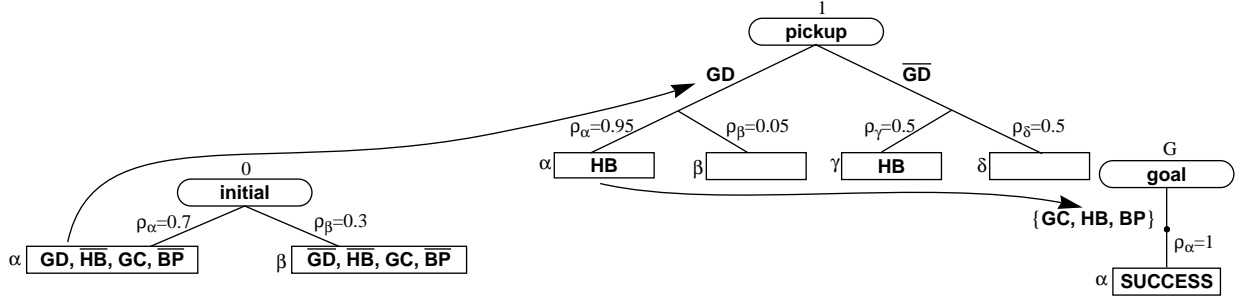 1
pickup
GD
G̅D̅
ρα=0.95
ρβ=0.05
ργ=0.5
ρδ=0.5
α
HB
β
γ
HB
δ
G
goal
{GC, HB, BP}
ρα=1
α
SUCCESS
0
initial
ρα=0.7
ρβ=0.3
α
GD, H̅B̅, GC, B̅P̅
β
G̅D̅, H̅B̅, GC, B̅P̅